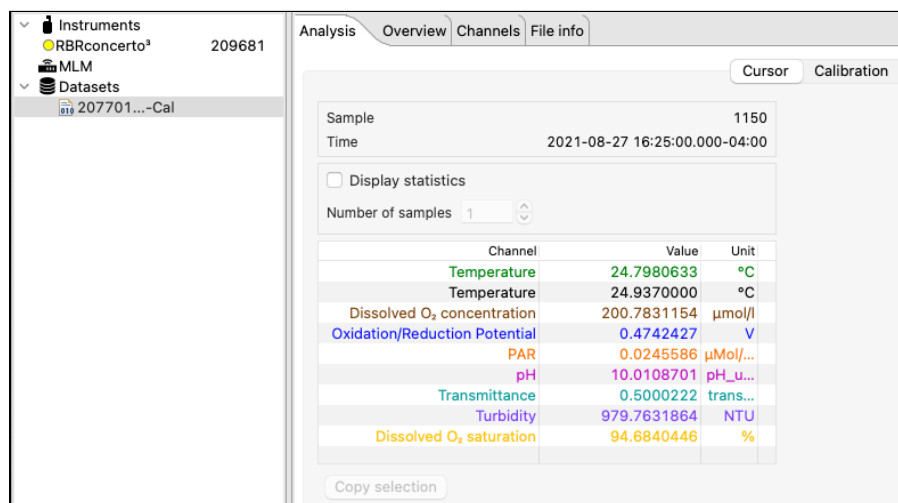 Instruments
RBRconcerto³ 209681
MLM
Datasets
207701...-Cal
Analysis Overview Channels File info
Cursor Calibration
Sample 1150
Time 2021-08-27 16:25:00.000-04:00
Display statistics
Number of samples 1
Channel Value Unit
Temperature 24.7980633 °C
Temperature 24.9370000 °C
Dissolved O₂ concentration 200.7831154 µmol/l
Oxidation/Reduction Potential 0.4742427 V
PAR 0.0245586 µMol/...
pH 10.0108701 pH_u...
Transmittance 0.5000222 trans...
Turbidity 979.7631864 NTU
Dissolved O₂ saturation 94.6840446 %
Copy selection